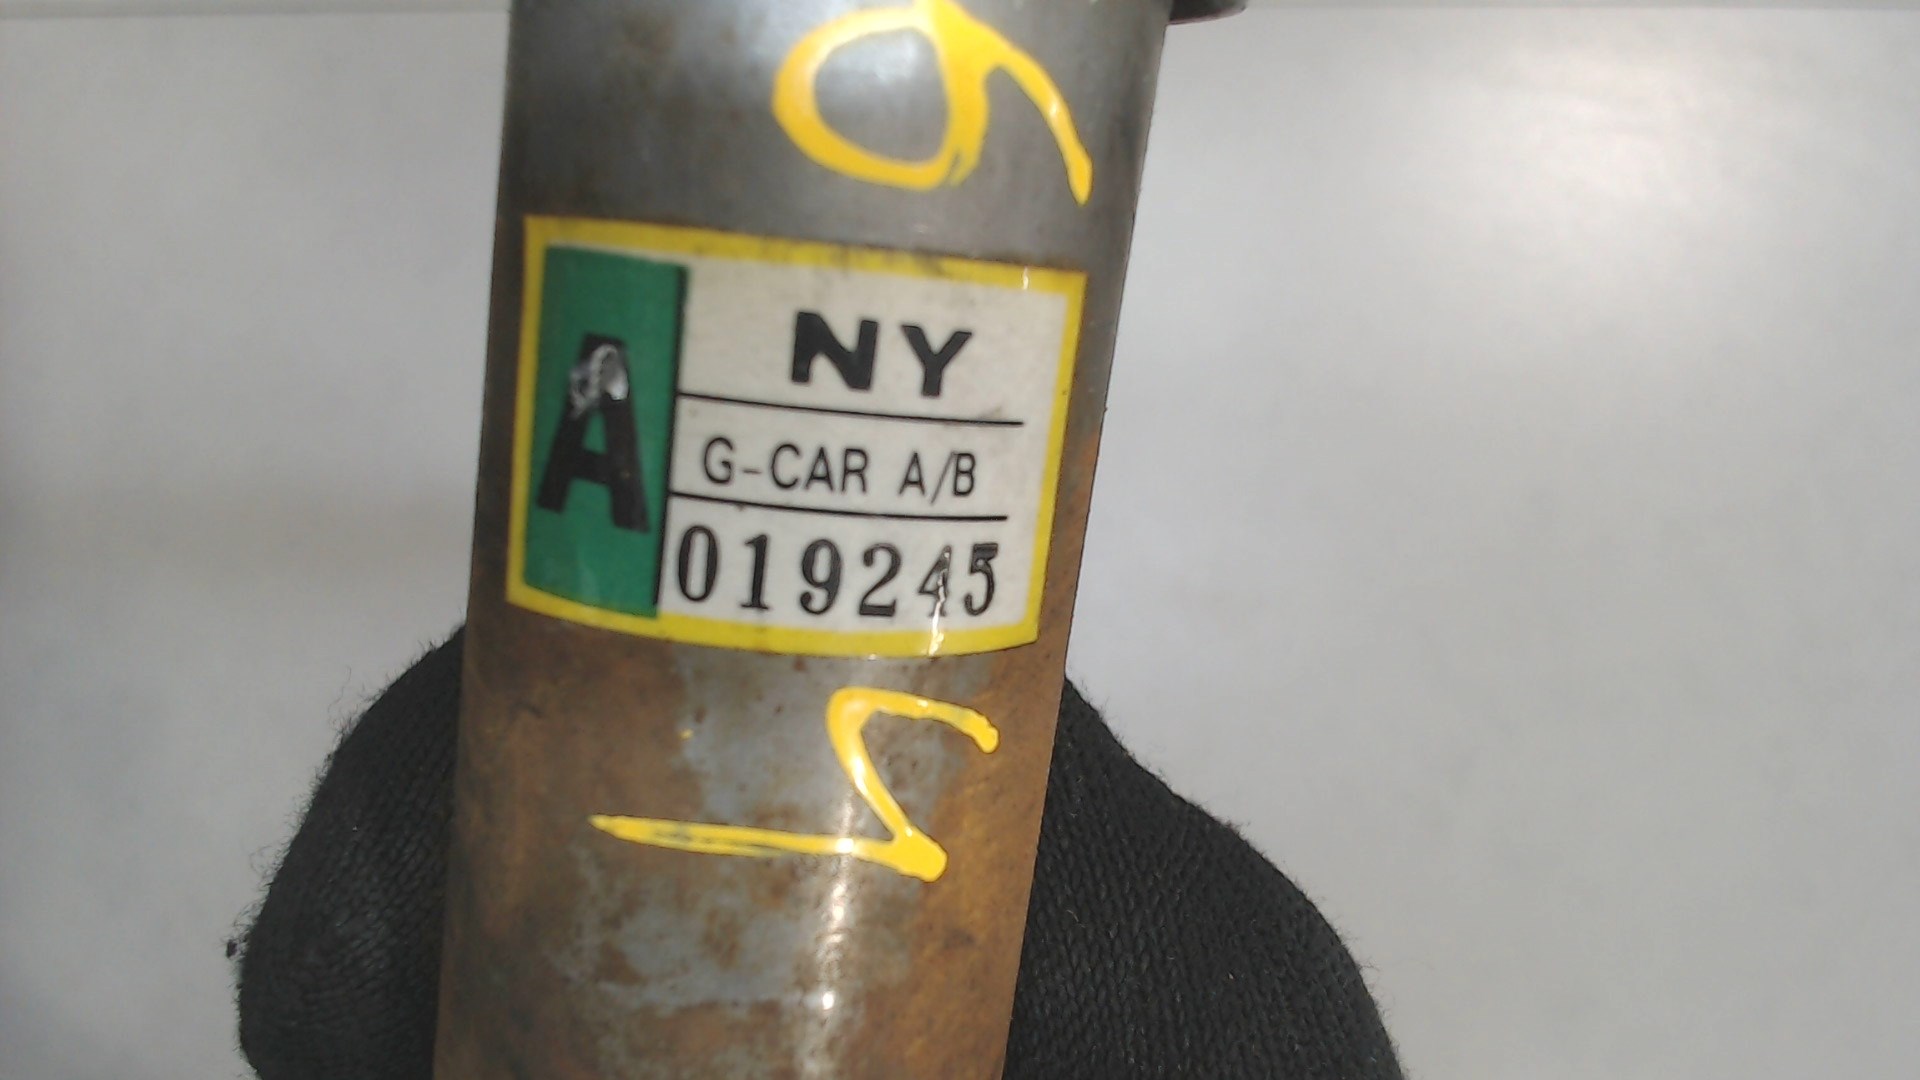 A
NY
G-CAR A/B
019245